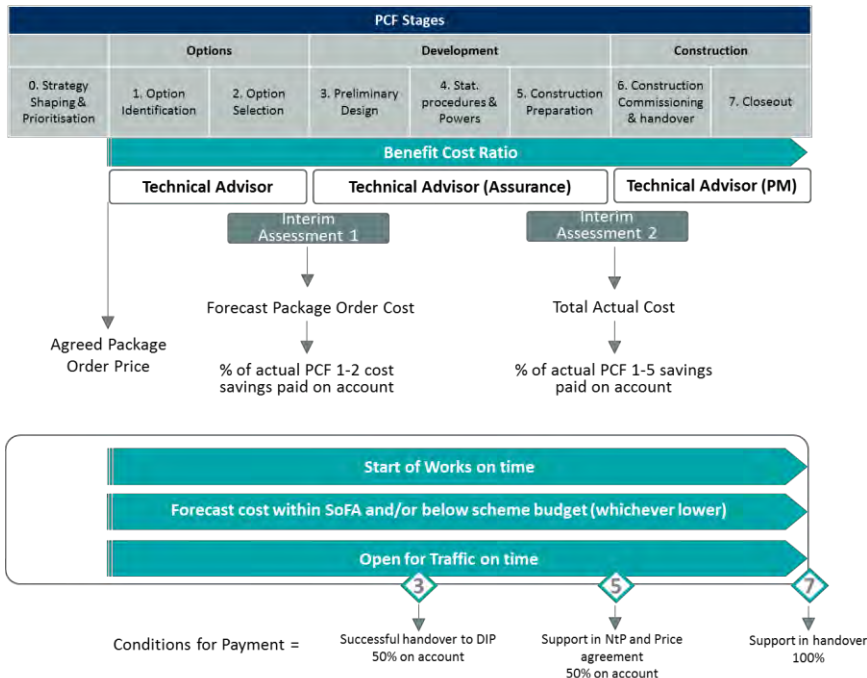 PCF Stages
Options
Development
Construction
0. Strategy
Shaping &
Prioritisation
1. Option
Identification
2. Option
Selection
3. Preliminary
Design
4. Stat.
procedures &
Powers
5. Construction
Preparation
6. Construction
Commissioning
& handover
7. Closeout
Benefit Cost Ratio
Technical Advisor
Technical Advisor (Assurance)
Technical Advisor (PM)
Interim
Assessment 1
Interim
Assessment 2
Forecast Package Order Cost
Total Actual Cost
Agreed Package
Order Price
% of actual PCF 1-2 cost
savings paid on account
% of actual PCF 1-5 savings
paid on account
Start of Works on time
Forecast cost within SoFA and/or below scheme budget (whichever lower)
Open for Traffic on time
3
5
7
Conditions for Payment =
Successful handover to DIP
50% on account
Support in NtP and Price
agreement
50% on account
Support in handover
100%